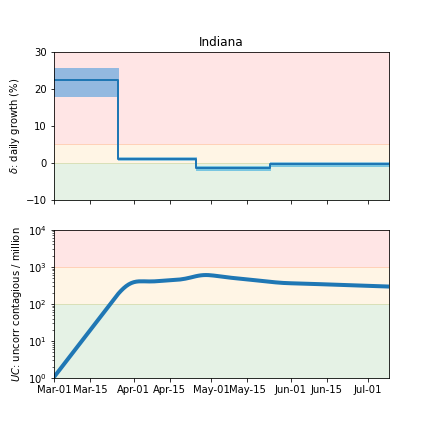 Indiana
δ: daily growth (%)
30
20
10
0
−10
UC: uncorr contagious / million
10⁴
10³
10²
10¹
10⁰
Mar-01 Mar-15 Apr-01 Apr-15 May-01 May-15 Jun-01 Jun-15 Jul-01